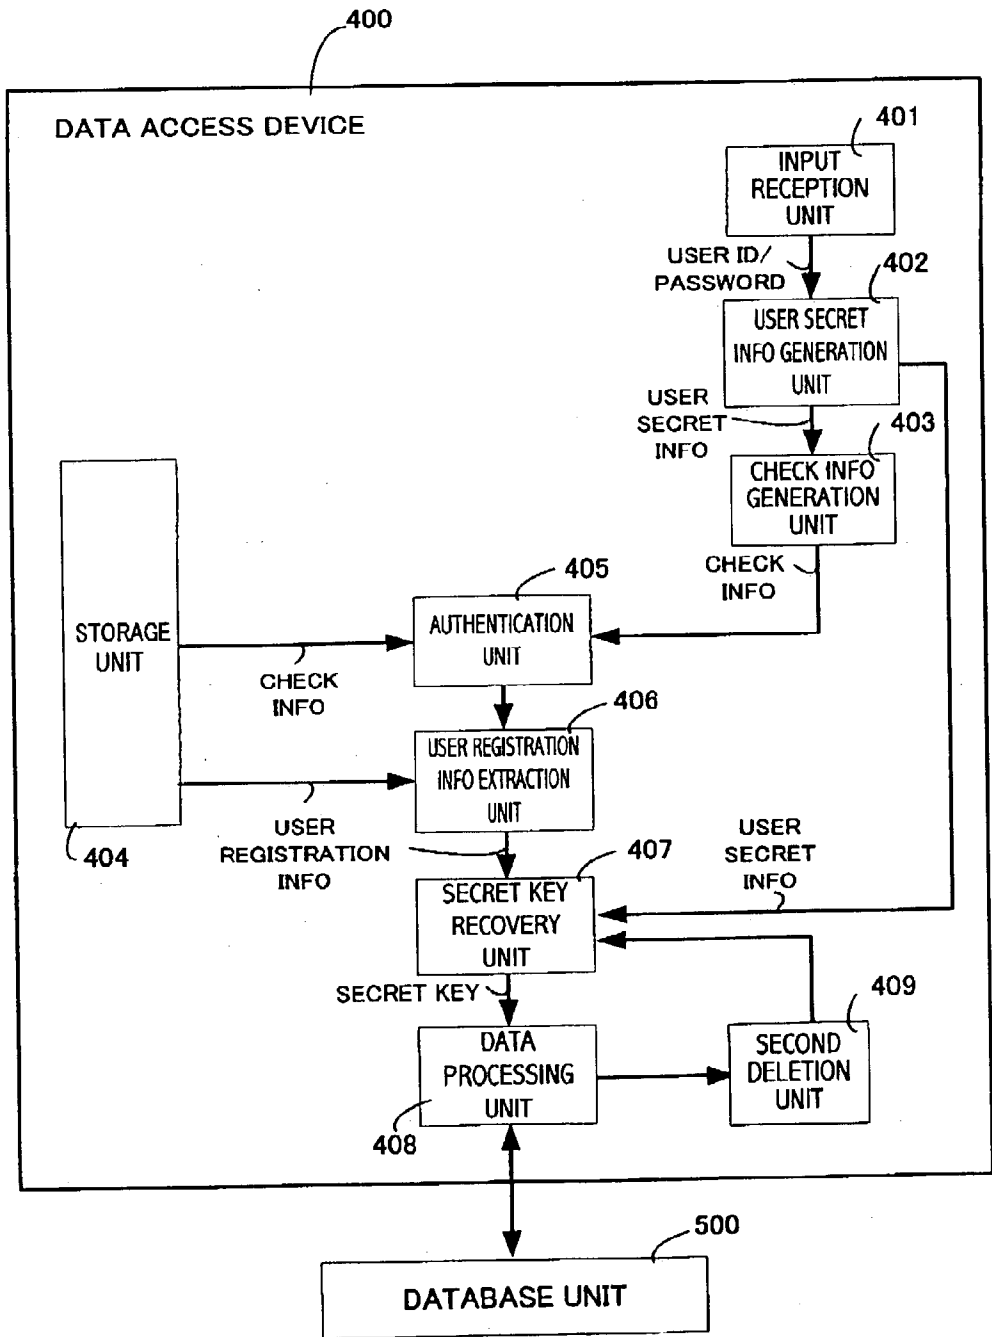 400
DATA ACCESS DEVICE
401
INPUT
RECEPTION
UNIT
USER ID/
PASSWORD
402
USER SECRET
INFO GENERATION
UNIT
USER
SECRET
INFO
403
CHECK INFO
GENERATION
UNIT
CHECK
INFO
405
STORAGE
UNIT
AUTHENTICATION
UNIT
CHECK
INFO
406
USER REGISTRATION
INFO EXTRACTION
UNIT
404
USER
REGISTRATION
INFO
407
USER
SECRET
INFO
SECRET KEY
RECOVERY
UNIT
SECRET KEY
409
DATA
PROCESSING
UNIT
408
SECOND
DELETION
UNIT
500
DATABASE UNIT